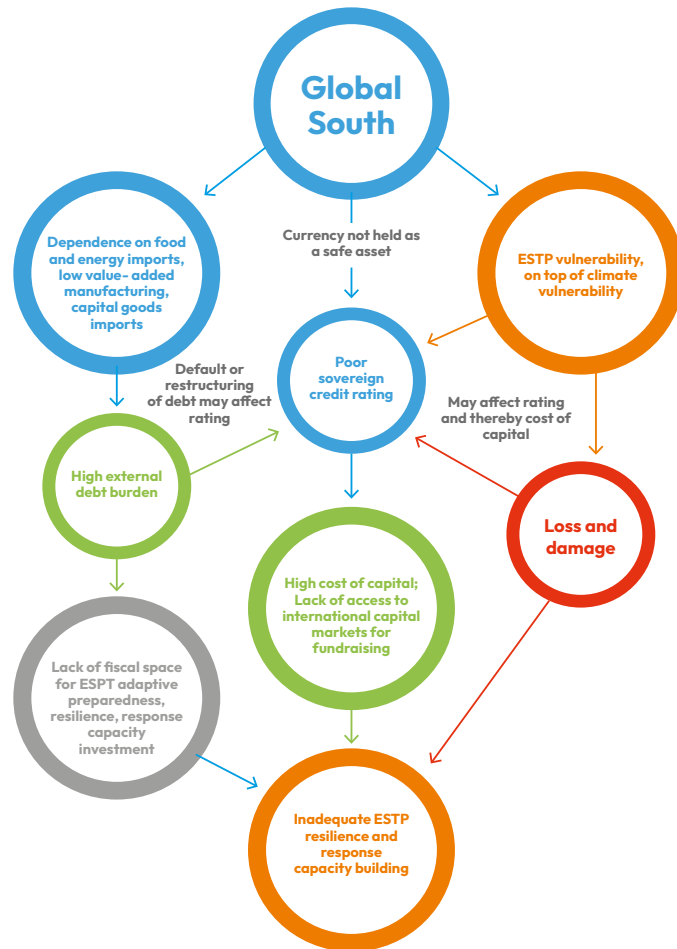 Global
South
Dependence on food
and energy imports,
low value- added
manufacturing,
capital goods
imports
Currency not held as
a safe asset
ESTP vulnerability,
on top of climate
vulnerability
Default or
restructuring
of debt may affect
rating
Poor
sovereign
credit rating
May affect rating
and thereby cost of
capital
High external
debt burden
Loss and
damage
High cost of capital;
Lack of access to
international capital
markets for
fundraising
Lack of fiscal space
for ESPT adaptive
preparedness,
resilience, response
capacity
investment
Inadequate ESTP
resilience and
response
capacity building